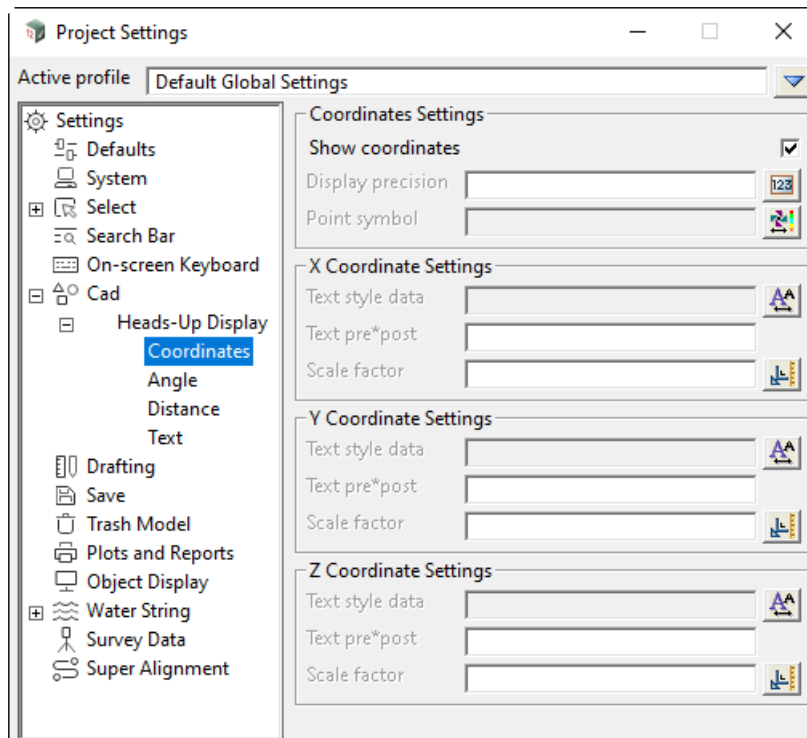 Project Settings
Active profile Default Global Settings
Settings
Defaults
System
Select
Search Bar
On-screen Keyboard
Cad
Heads-Up Display
Coordinates
Angle
Distance
Text
Drafting
Save
Trash Model
Plots and Reports
Object Display
Water String
Survey Data
Super Alignment
Coordinates Settings
Show coordinates
Display precision
123
Point symbol
X Coordinate Settings
Text style data
Text pre*post
Scale factor
Y Coordinate Settings
Text style data
Text pre*post
Scale factor
Z Coordinate Settings
Text style data
Text pre*post
Scale factor